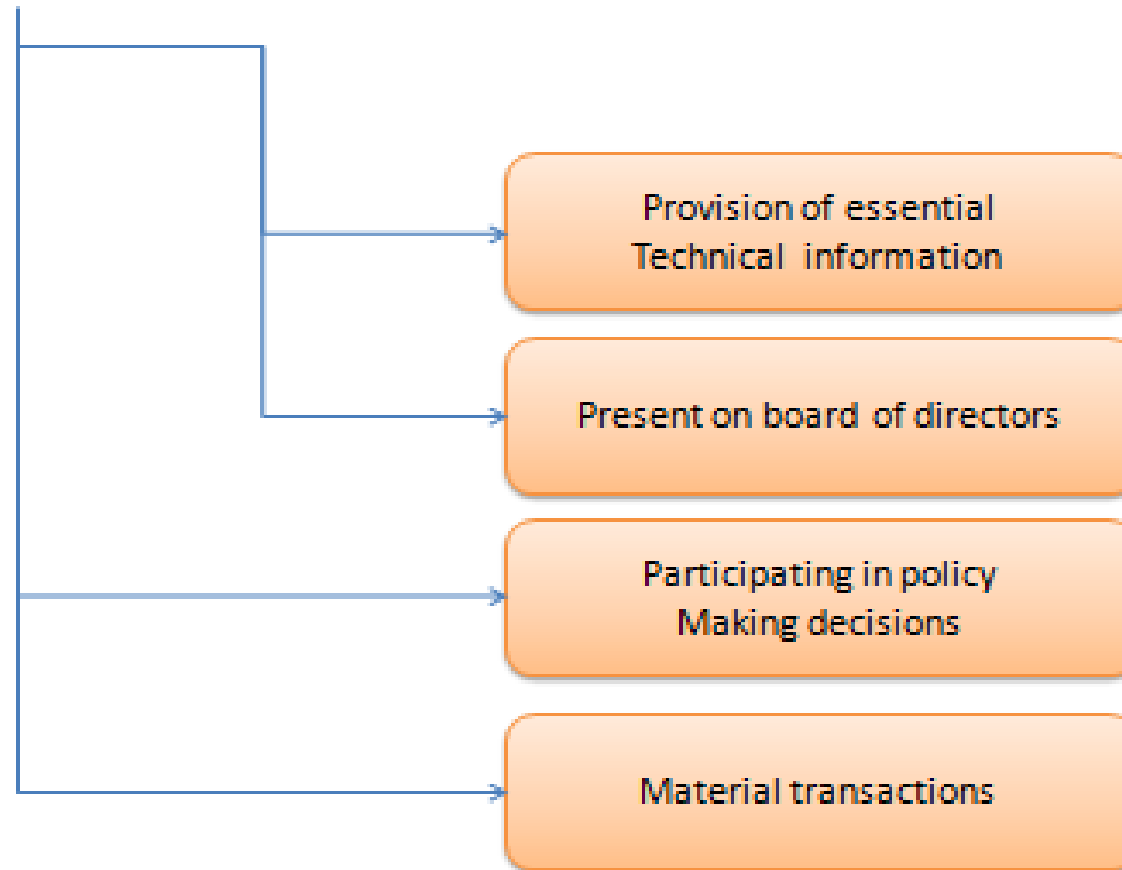 Provision of essential
Technical information
Present on board of directors
Participating in policy
Making decisions
Material transactions